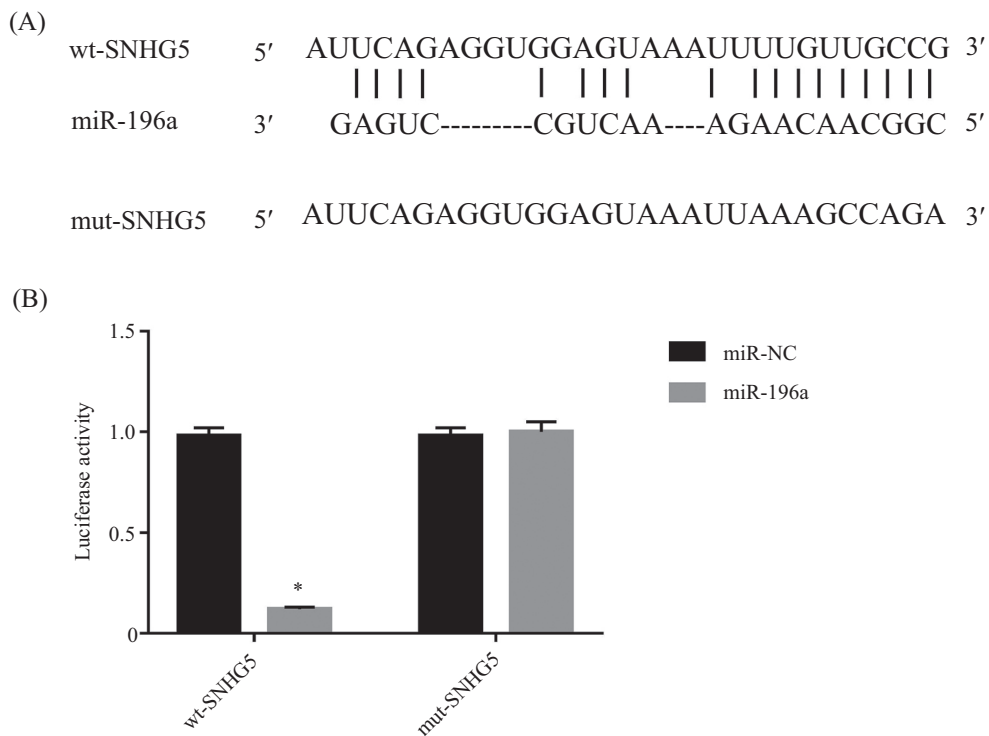 (A)
wt-SNHG5 5′ AUUCAGAGGUGGAGUAAAUUUUGUUGCCG 3′
miR-196a 3′ GAGUC---------CGUCAA----AGAACAACGGC 5′
mut-SNHG5 5′ AUUCAGAGGUGGAGUAAAUUAAAGCCAGA 3′
(B)
1.5
1.0
0.5
0
Luciferase activity
*
miR-NC
miR-196a
wt-SNHG5
mut-SNHG5